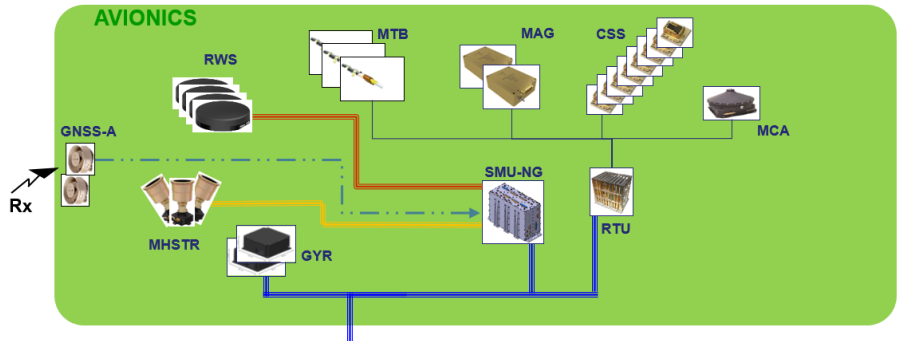 AVIONICS
MTB
MAG
CSS
RWS
GNSS-A
MCA
Rx
SMU-NG
MHSTR
RTU
GYR